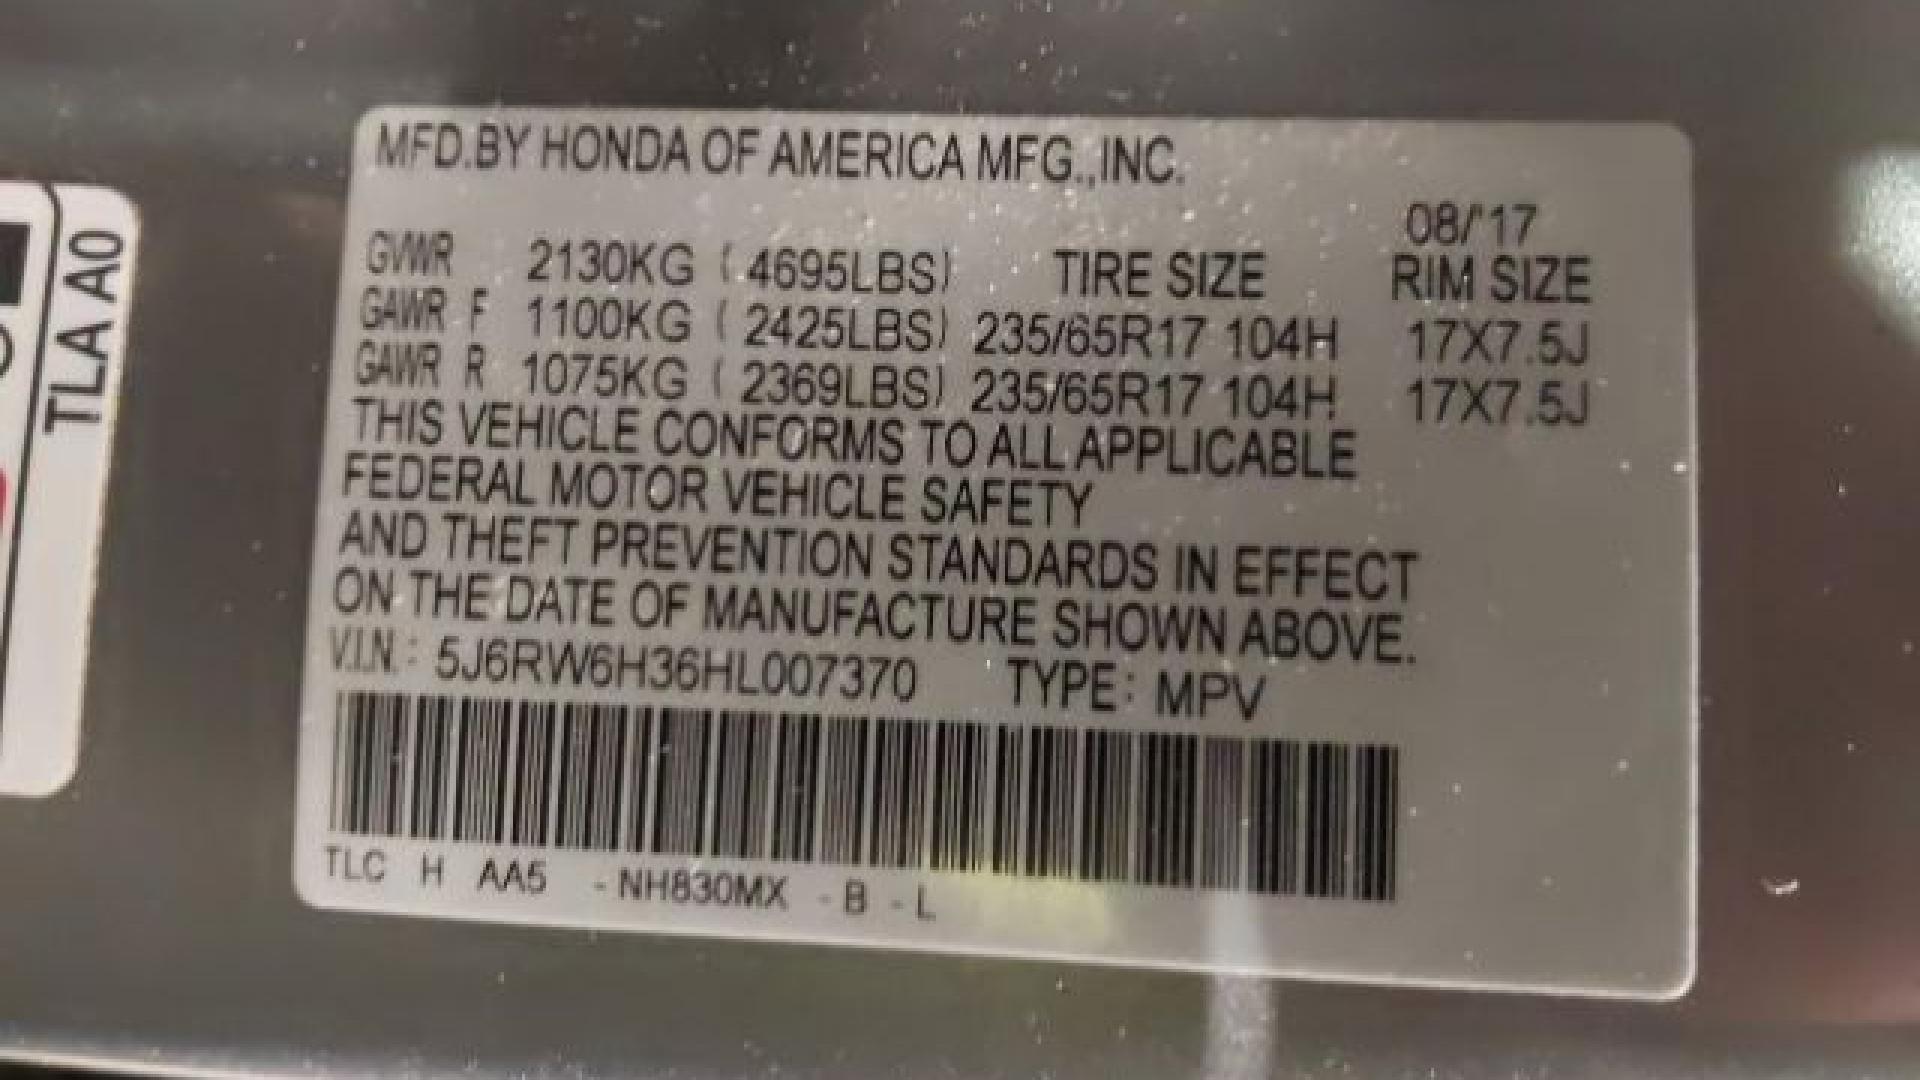 MFD.BY HONDA OF AMERICA MFG.,INC.
08/'17
GVWR 2130KG ( 4695LBS) TIRE SIZE RIM SIZE
GAWR F 1100KG ( 2425LBS) 235/65R17 104H 17X7.5J
GAWR R 1075KG ( 2369LBS) 235/65R17 104H 17X7.5J
THIS VEHICLE CONFORMS TO ALL APPLICABLE
FEDERAL MOTOR VEHICLE SAFETY
AND THEFT PREVENTION STANDARDS IN EFFECT
ON THE DATE OF MANUFACTURE SHOWN ABOVE.
V.I.N.: 5J6RW6H36HL007370 TYPE: MPV
TLC H AA5 -NH830MX -B -L
TLA A0